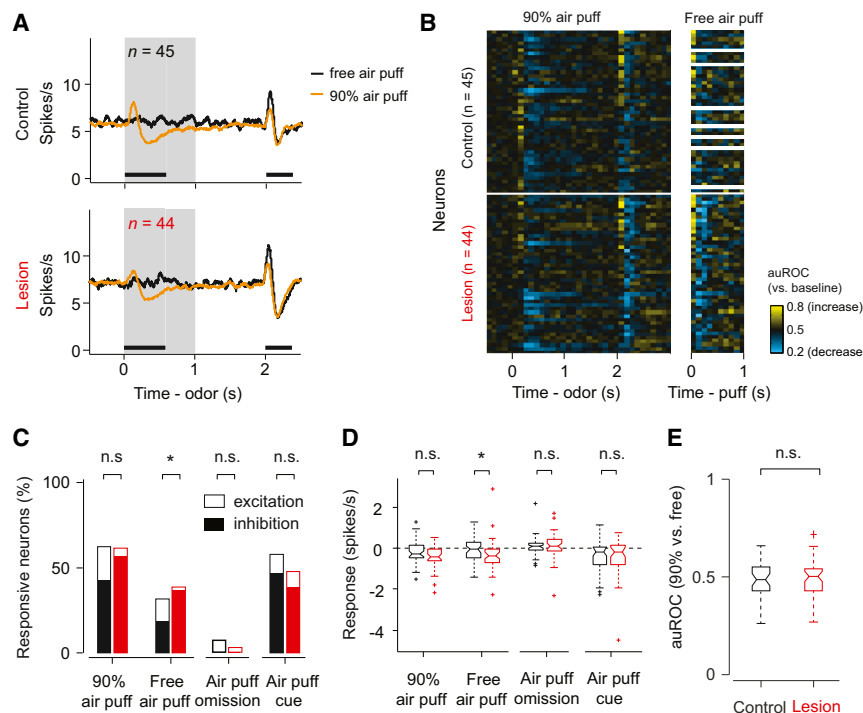 A
Control
Spikes/s
15
10
5
0
n = 45
free air puff
90% air puff
Lesion
Spikes/s
15
10
5
0
n = 44
0
1
2
Time - odor (s)
B
90% air puff
Free air puff
Neurons
Control (n = 45)
Lesion (n = 44)
0
2
Time - odor (s)
0
1
Time - puff (s)
auROC
(vs. baseline)
0.8 (increase)
0.5
0.2 (decrease
C
n.s
*
n.s.
n.s.
Responsive neurons (%)
100
50
0
excitation
inhibition
90%
air puff
Free
air puff
Air puff
omission
Air puff
cue
D
n.s.
*
n.s.
n.s.
Response (spikes/s)
2
0
-2
-4
90%
air puff
Free
air puff
Air puff
omission
Air puff
cue
E
n.s.
auROC (90% vs. free)
1
0.5
0
Control
Lesion